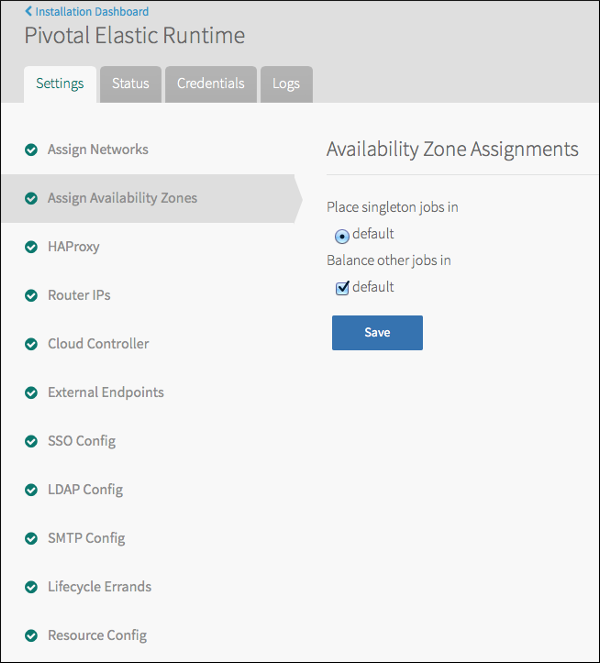 Installation Dashboard
Pivotal Elastic Runtime
Settings
Status
Credentials
Logs
Assign Networks
Assign Availability Zones
HAProxy
Router IPs
Cloud Controller
External Endpoints
SSO Config
LDAP Config
SMTP Config
Lifecycle Errands
Resource Config
Availability Zone Assignments
Place singleton jobs in
default
Balance other jobs in
default
Save